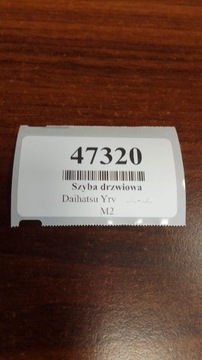 47320
Szyba drzwiowa
Daihatsu Yrv
M2